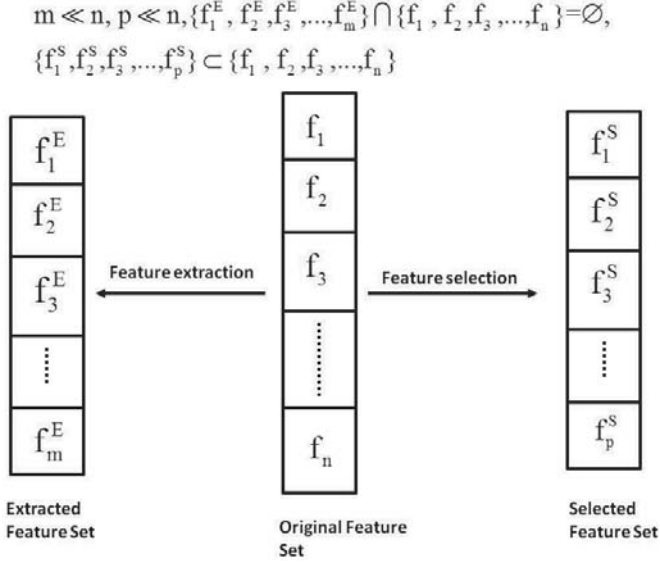 m ≪ n, p ≪ n,{f₁ᴱ, f₂ᴱ,f₃ᴱ,...,fₘᴱ}⋂{f₁ , f₂ ,f₃ ,...,fₙ}=∅,
{f₁ˢ,f₂ˢ,f₃ˢ,...,fₚˢ} ⊂ {f₁ , f₂,f₃ ,...,fₙ}
f₁ᴱ
f₂ᴱ
f₃ᴱ
......
fₘᴱ
Extracted
Feature Set
Feature extraction
f₁
f₂
f₃
..........
fₙ
Original Feature
Set
Feature selection
f₁ˢ
f₂ˢ
f₃ˢ
......
fₚˢ
Selected
Feature Set